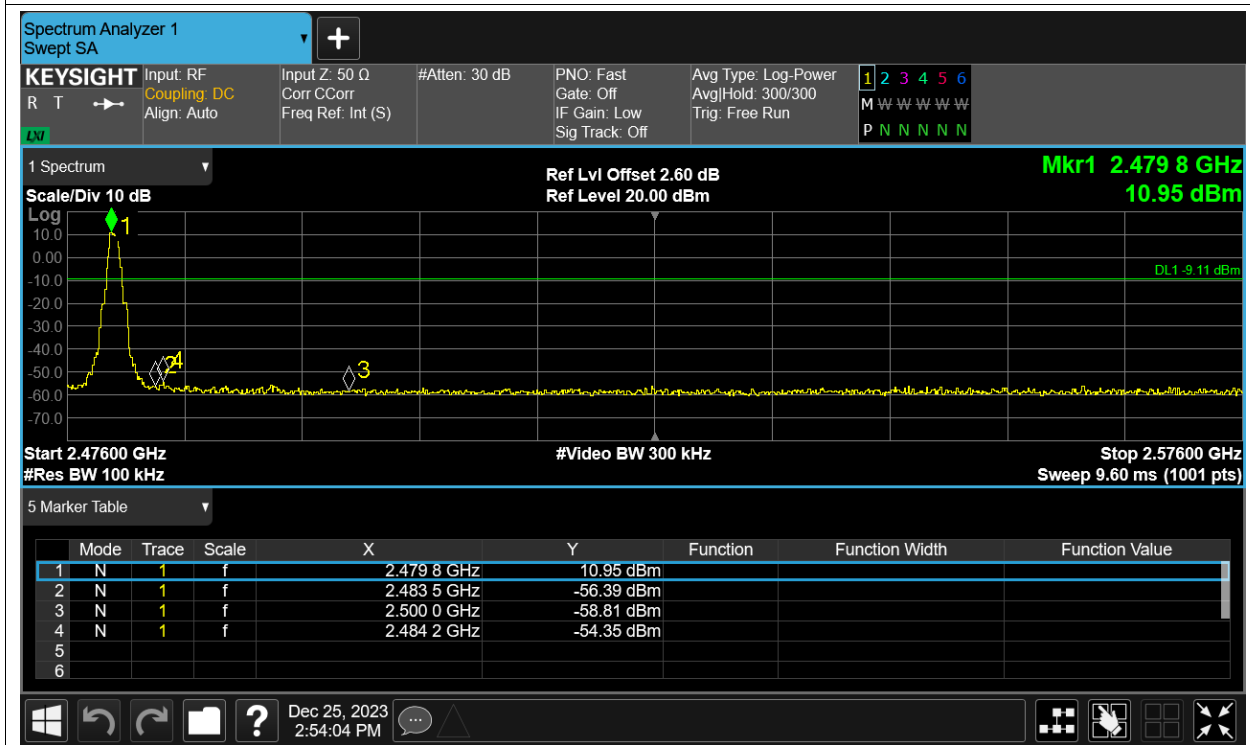 Spectrum Analyzer 1
Swept SA
+
KEYSIGHT Input: RF Input Z: 50 Ω #Atten: 30 dB PNO: Fast Avg Type: Log-Power 1 2 3 4 5 6
R T Coupling: DC Corr CCorr Gate: Off Avg|Hold: 300/300 M W W W W W
Align: Auto Freq Ref: Int (S) IF Gain: Low Trig: Free Run
LXI Sig Track: Off P N N N N N
1 Spectrum Ref Lvl Offset 2.60 dB Mkr1 2.479 8 GHz
Scale/Div 10 dB Ref Level 20.00 dBm 10.95 dBm
Log
1
10.0
0.00
DL1 -9.11 dBm
-10.0
-20.0
-30.0
-40.0
2 4 3
-50.0
-60.0
-70.0
Start 2.47600 GHz #Video BW 300 kHz Stop 2.57600 GHz
#Res BW 100 kHz Sweep 9.60 ms (1001 pts)
5 Marker Table
Mode Trace Scale X Y Function Function Width Function Value
1 N 1 f 2.479 8 GHz 10.95 dBm
2 N 1 f 2.483 5 GHz -56.39 dBm
3 N 1 f 2.500 0 GHz -58.81 dBm
4 N 1 f 2.484 2 GHz -54.35 dBm
5
6
? Dec 25, 2023
2:54:04 PM